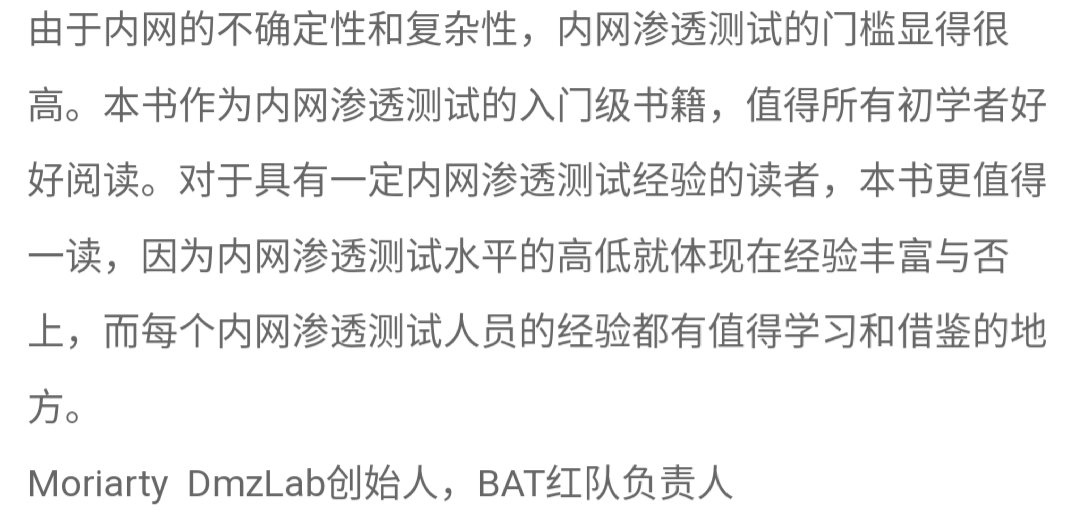 由于内网的不确定性和复杂性，内网渗透测试的门槛显得很
高。本书作为内网渗透测试的入门级书籍，值得所有初学者好
好阅读。对于具有一定内网渗透测试经验的读者，本书更值得
一读，因为内网渗透测试水平的高低就体现在经验丰富与否
上，而每个内网渗透测试人员的经验都有值得学习和借鉴的地
方。
Moriarty  DmzLab创始人，BAT红队负责人